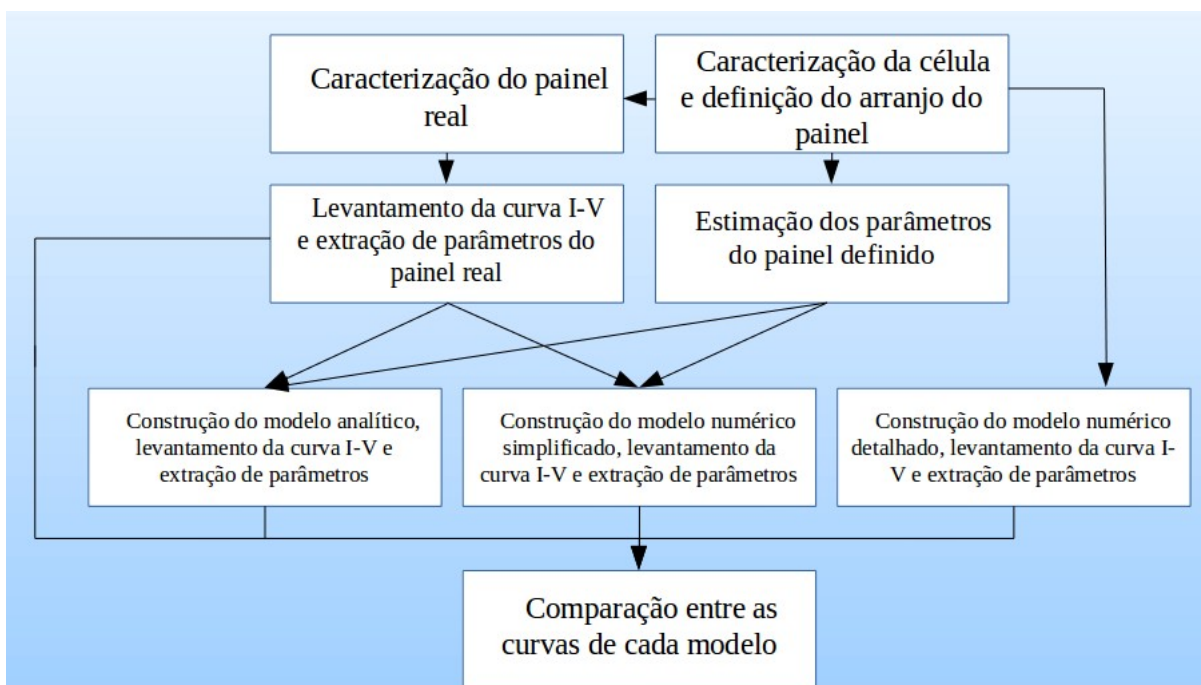 Caracterização do painel
real
Caracterização da célula
e definição do arranjo do
painel
Levantamento da curva I-V
e extração de parâmetros do
painel real
Estimação dos parâmetros
do painel definido
Construção do modelo analítico,
levantamento da curva I-V e
extração de parâmetros
Construção do modelo numérico
simplificado, levantamento da
curva I-V e extração de parâmetros
Construção do modelo numérico
detalhado, levantamento da curva I-
V e extração de parâmetros
Comparação entre as
curvas de cada modelo